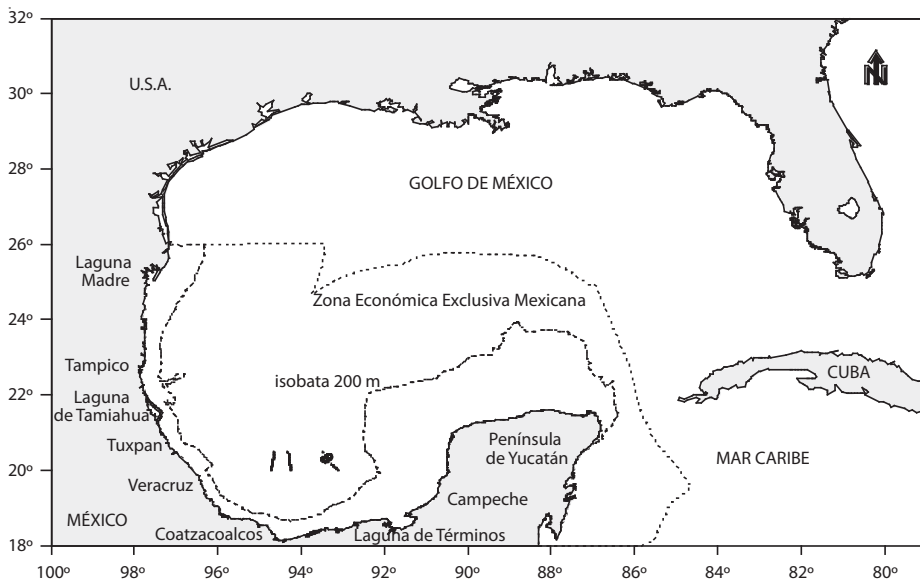 32º
U.S.A.
N
30º
28º
GOLFO DE MÉXICO
26º
Laguna
Madre
Zona Económica Exclusiva Mexicana
24º
Tampico
isobata 200 m
CUBA
22º
Laguna
de Tamiahua
Tuxpan
Península
de Yucatán
MAR CARIBE
20º
Veracruz
Campeche
MÉXICO
Coatzacoalcos
Laguna de Términos
18º
100º 98º 96º 94º 92º 90º 88º 86º 84º 82º 80º